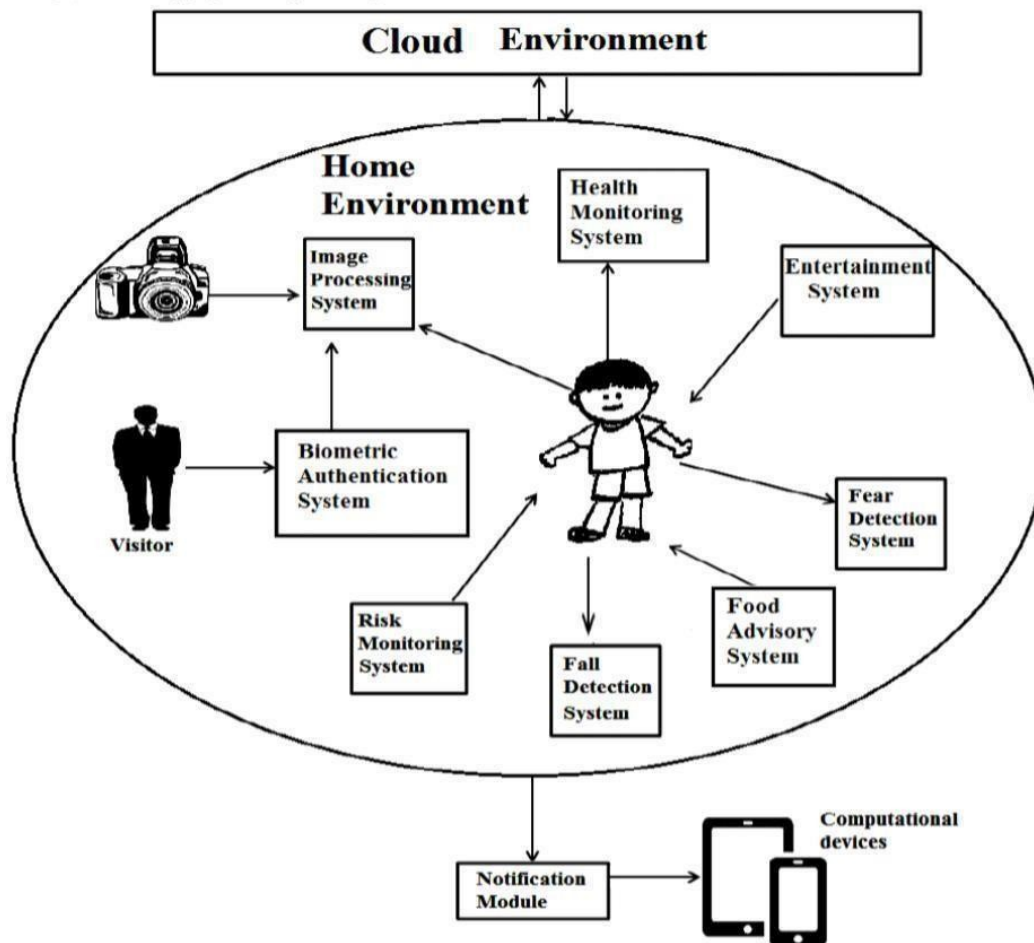 Cloud Environment
Home
Environment
Health
Monitoring
System
Image
Processing
System
Entertainment
System
Biometric
Authentication
System
Visitor
Fear
Detection
System
Risk
Monitoring
System
Food
Advisory
System
Fall
Detection
System
Computational
devices
Notification
Module